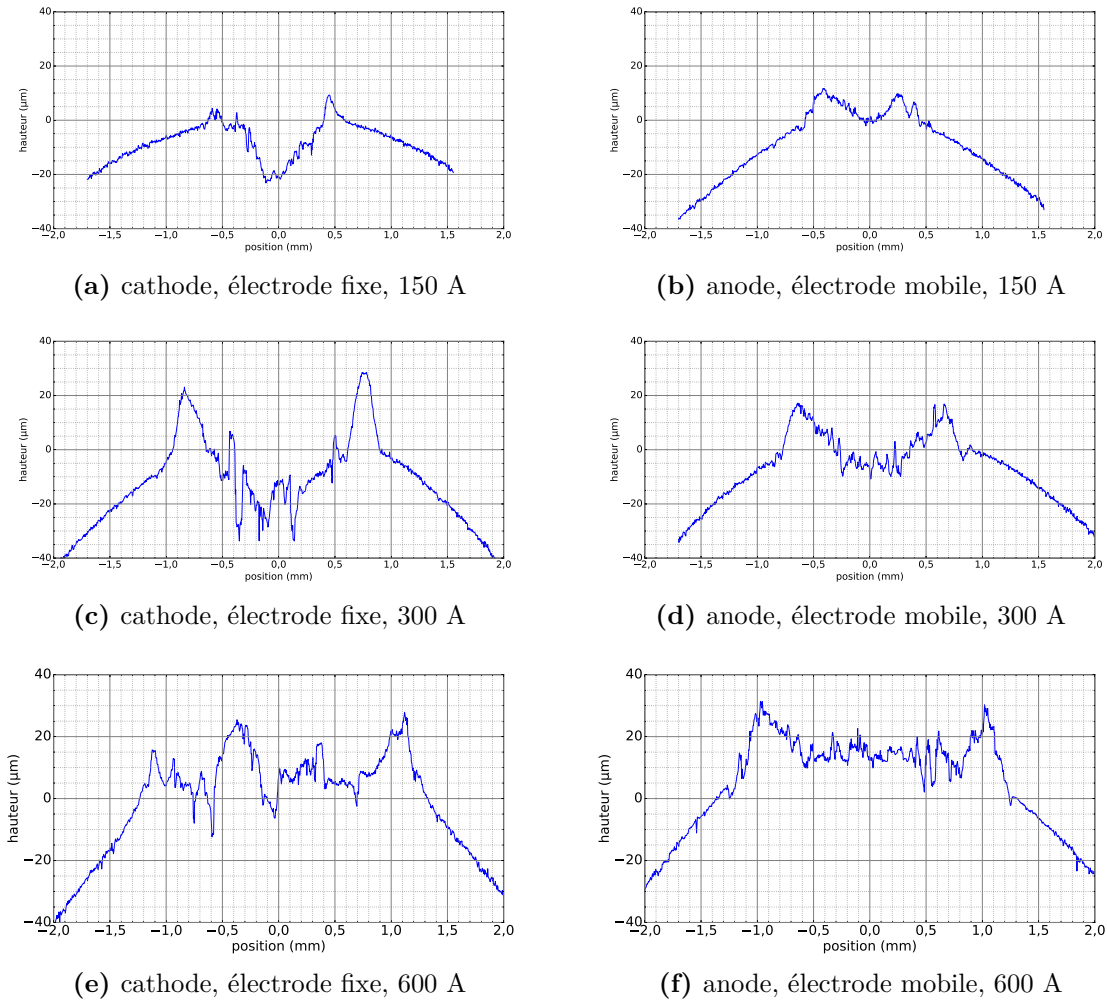 40
20
0
−20
−40
hauteur (µm)
−2,0 −1,5 −1,0 −0,5 0,0 0,5 1,0 1,5 2,0
position (mm)
(a) cathode, électrode fixe, 150 A
40
20
0
−20
−40
hauteur (µm)
−2,0 −1,5 −1,0 −0,5 0,0 0,5 1,0 1,5 2,0
position (mm)
(b) anode, électrode mobile, 150 A
40
20
0
−20
−40
hauteur (µm)
−2,0 −1,5 −1,0 −0,5 0,0 0,5 1,0 1,5 2,0
position (mm)
(c) cathode, électrode fixe, 300 A
40
20
0
−20
−40
hauteur (µm)
−2,0 −1,5 −1,0 −0,5 0,0 0,5 1,0 1,5 2,0
position (mm)
(d) anode, électrode mobile, 300 A
40
20
0
−20
−40
hauteur (µm)
−2,0 −1,5 −1,0 −0,5 0,0 0,5 1,0 1,5 2,0
position (mm)
(e) cathode, électrode fixe, 600 A
40
20
0
−20
−40
hauteur (µm)
−2,0 −1,5 −1,0 −0,5 0,0 0,5 1,0 1,5 2,0
position (mm)
(f) anode, électrode mobile, 600 A